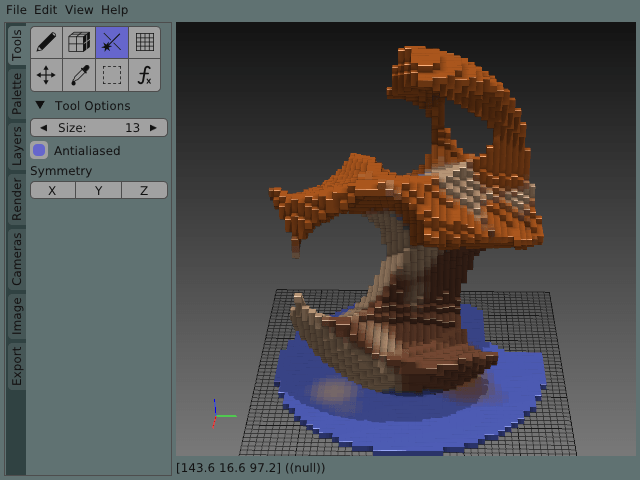 File Edit View Help
Tools
Palette
Layers
Render
Cameras
Image
Export
fx
Tool Options
Size: 13
Antialiased
Symmetry
X Y Z
[143.6 16.6 97.2] ((null))